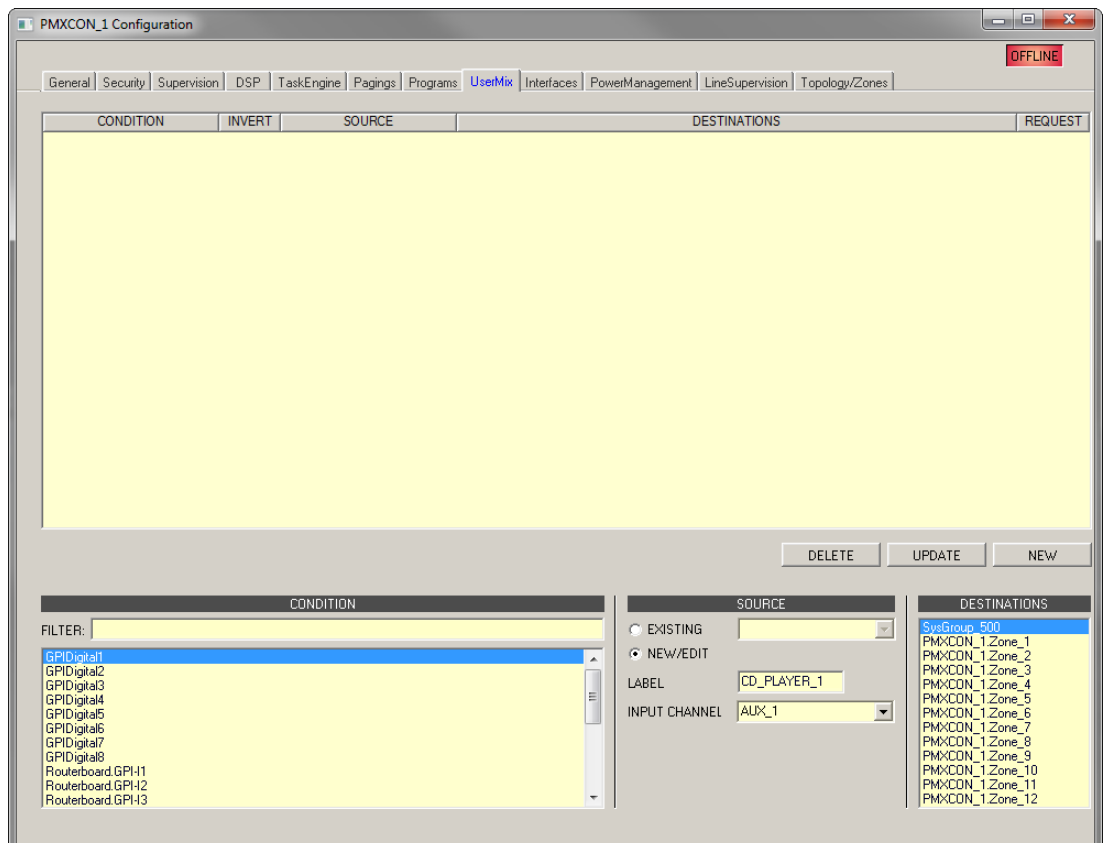 PMXCON_1 Configuration
OFFLINE
General Security Supervision DSP TaskEngine Pagings Programs UserMix Interfaces PowerManagement LineSupervision Topology/Zones
CONDITION INVERT SOURCE DESTINATIONS REQUEST
DELETE UPDATE NEW
CONDITION
FILTER:
GPIDigital1
GPIDigital2
GPIDigital3
GPIDigital4
GPIDigital5
GPIDigital6
GPIDigital7
GPIDigital8
Routerboard.GPI-I1
Routerboard.GPI-I2
Routerboard.GPI-I3
SOURCE
EXISTING
NEW/EDIT
LABEL CD_PLAYER_1
INPUT CHANNEL AUX_1
DESTINATIONS
SysGroup_500
PMXCON_1.Zone_1
PMXCON_1.Zone_2
PMXCON_1.Zone_3
PMXCON_1.Zone_4
PMXCON_1.Zone_5
PMXCON_1.Zone_6
PMXCON_1.Zone_7
PMXCON_1.Zone_8
PMXCON_1.Zone_9
PMXCON_1.Zone_10
PMXCON_1.Zone_11
PMXCON_1.Zone_12